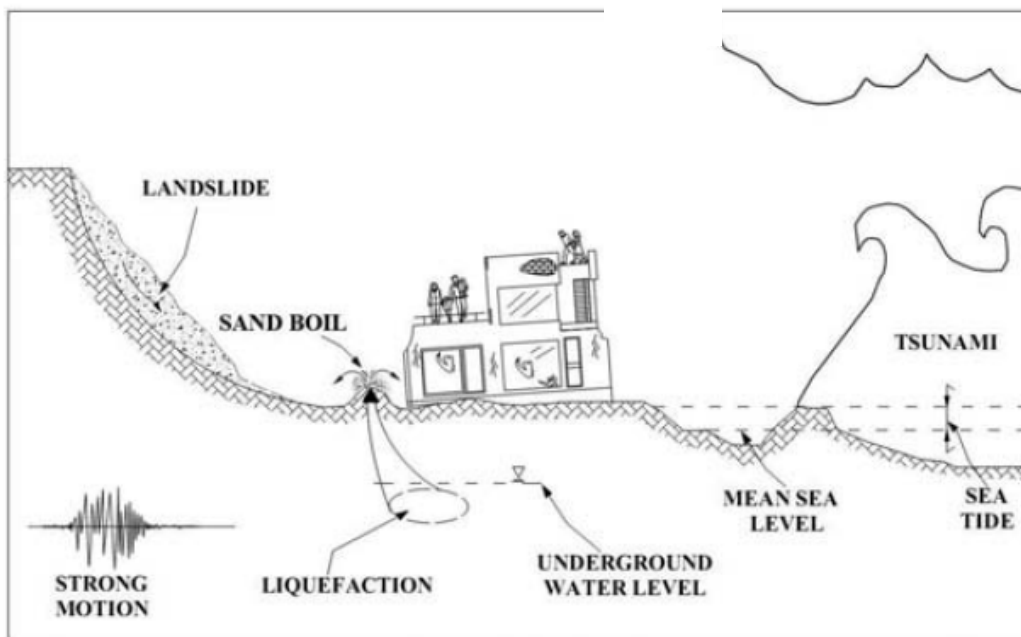 LANDSLIDE
SAND BOIL
TSUNAMI
MEAN SEA
LEVEL
SEA
TIDE
STRONG
MOTION
LIQUEFACTION
UNDERGROUND
WATER LEVEL